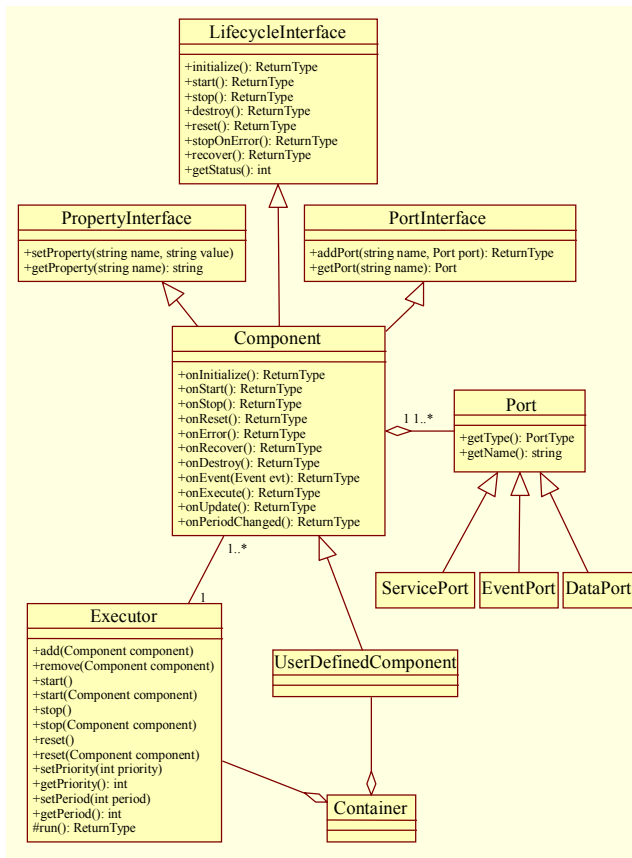 LifecycleInterface
+initialize(): ReturnType
+start(): ReturnType
+stop(): ReturnType
+destroy(): ReturnType
+reset(): ReturnType
+stopOnError(): ReturnType
+recover(): ReturnType
+getStatus(): int
PropertyInterface
+setProperty(string name, string value)
+getProperty(string name): string
PortInterface
+addPort(string name, Port port): ReturnType
+getPort(string name): Port
Component
+onInitialize(): ReturnType
+onStart(): ReturnType
+onStop(): ReturnType
+onReset(): ReturnType
+onError(): ReturnType
+onRecover(): ReturnType
+onDestroy(): ReturnType
+onEvent(Event evt): ReturnType
+onExecute(): ReturnType
+onUpdate(): ReturnType
+onPeriodChanged(): ReturnType
1 1..*
Port
+getType(): PortType
+getName(): string
ServicePort
EventPort
DataPort
1..*
1
Executor
+add(Component component)
+remove(Component component)
+start()
+start(Component component)
+stop()
+stop(Component component)
+reset()
+reset(Component component)
+setPriority(int priority)
+getPriority(): int
+setPeriod(int period)
+getPeriod(): int
#run(): ReturnType
UserDefinedComponent
Container